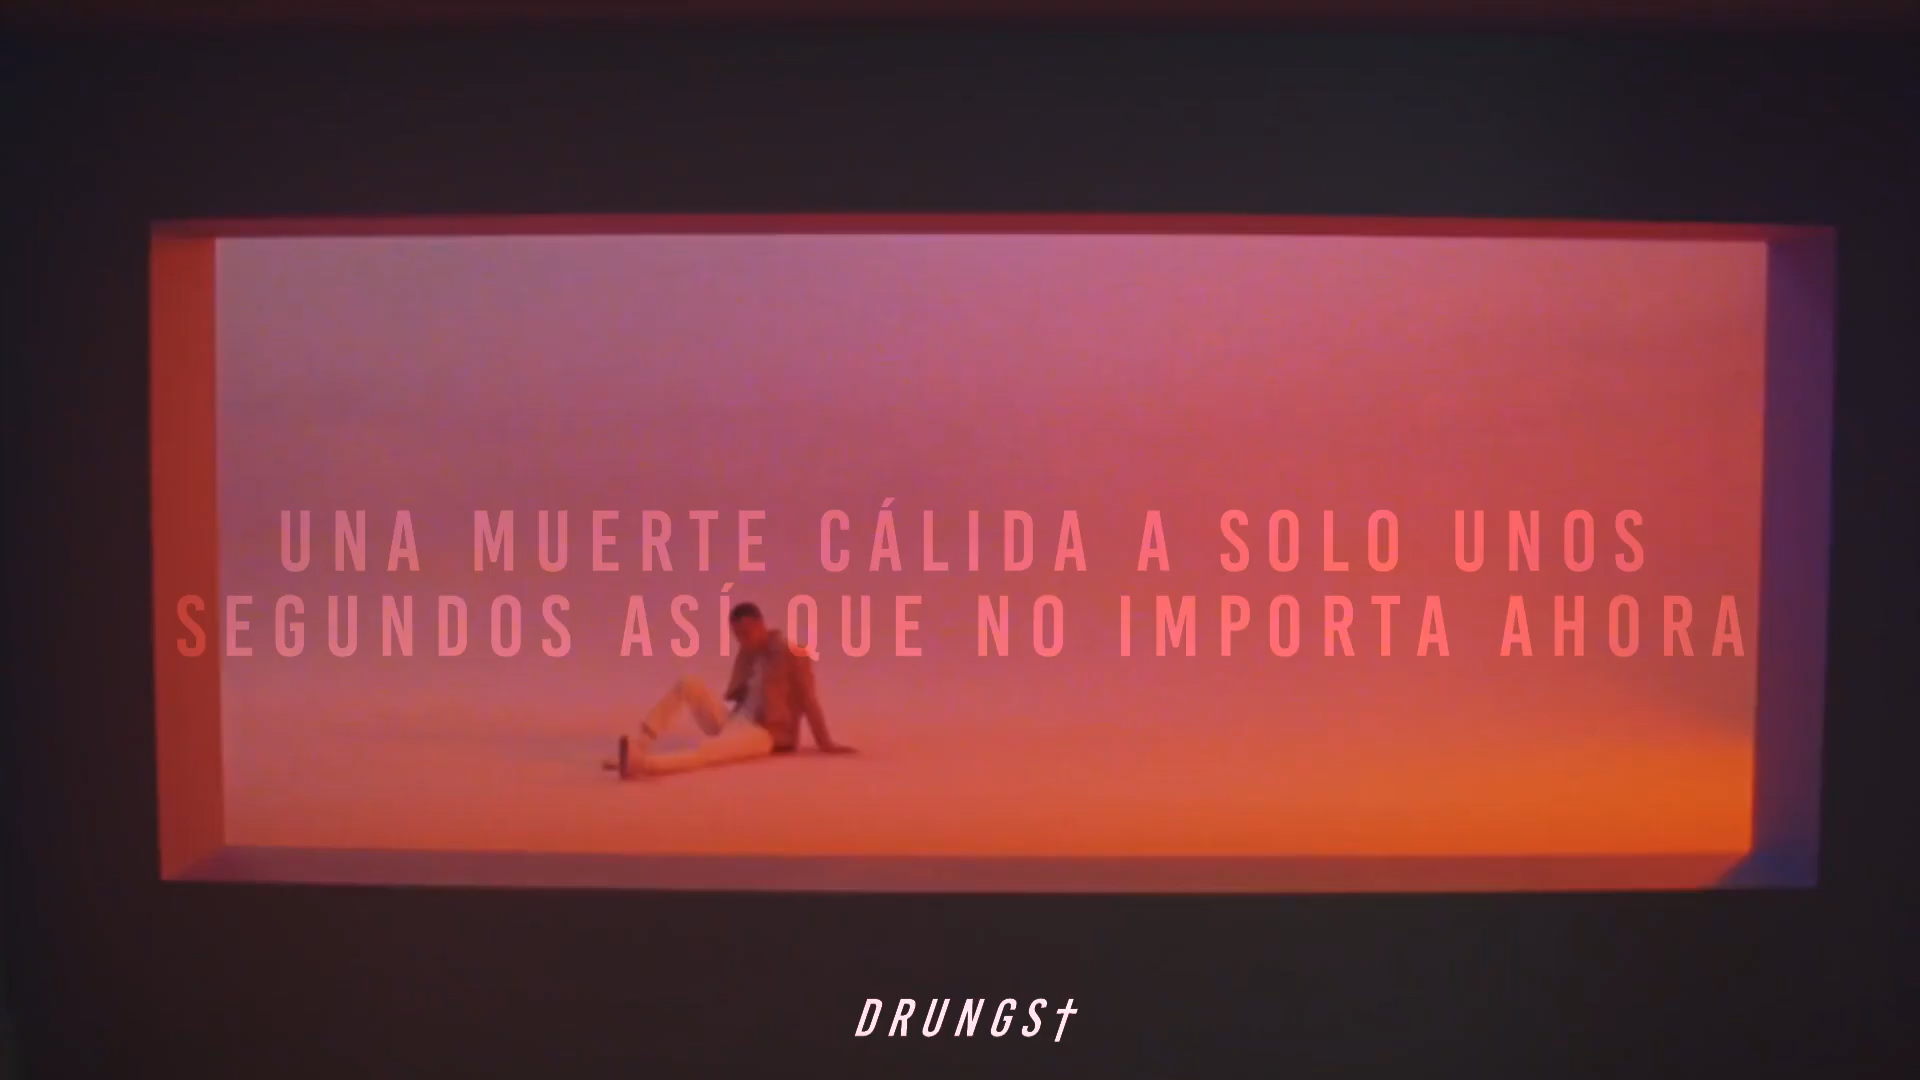 UNA MUERTE CÁLIDA A SOLO UNOS
SEGUNDOS ASÍ QUE NO IMPORTA AHORA
DRUNGS†